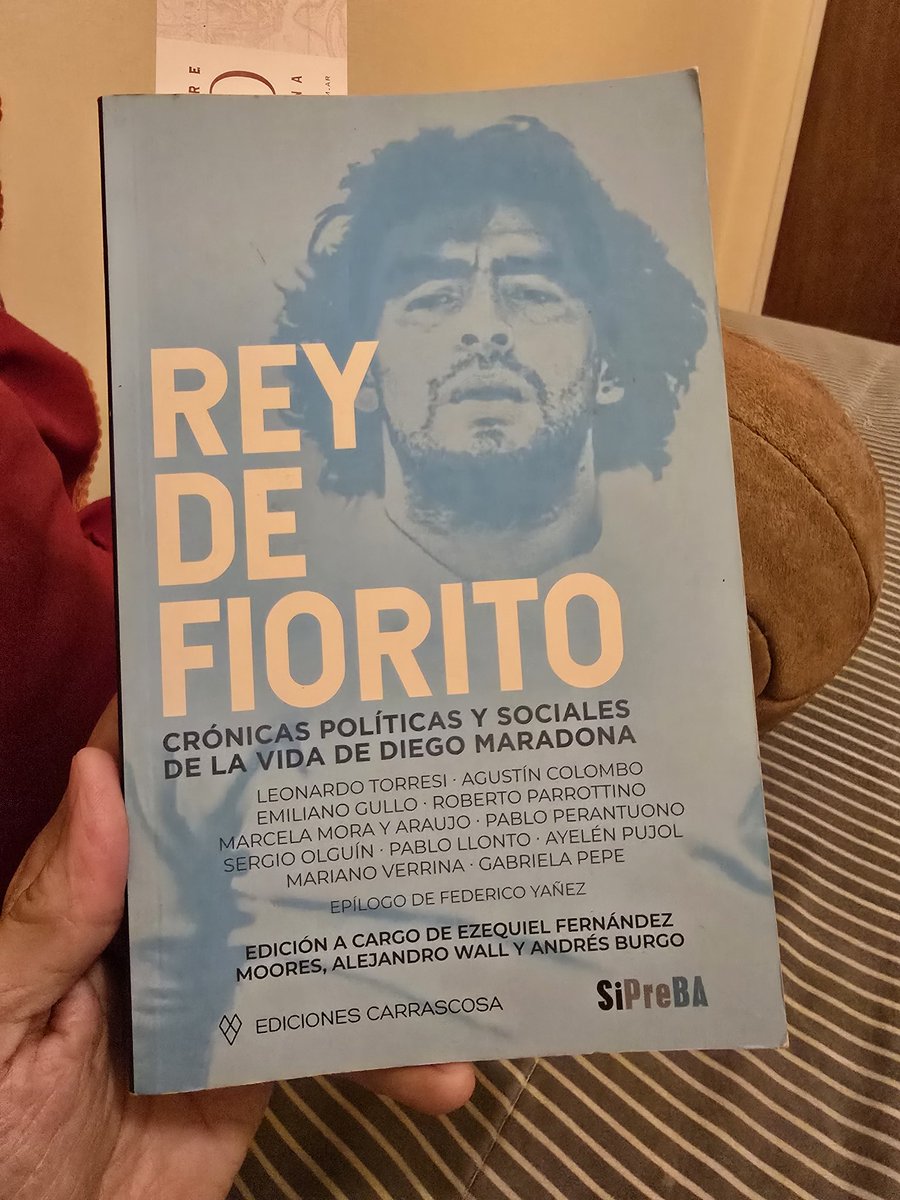 REY
DE
FIORITO
CRÓNICAS POLÍTICAS Y SOCIALES
DE LA VIDA DE DIEGO MARADONA
LEONARDO TORRESI · AGUSTÍN COLOMBO
EMILIANO GULLO · ROBERTO PARROTTINO
MARCELA MORA Y ARAUJO · PABLO PERANTUONO
SERGIO OLGUÍN · PABLO LLONTO · AYELÉN PUJOL
MARIANO VERRINA · GABRIELA PEPE
EPÍLOGO DE FEDERICO YAÑEZ
EDICIÓN A CARGO DE EZEQUIEL FERNÁNDEZ
MOORES, ALEJANDRO WALL Y ANDRÉS BURGO
EDICIONES CARRASCOSA
SiPreBA